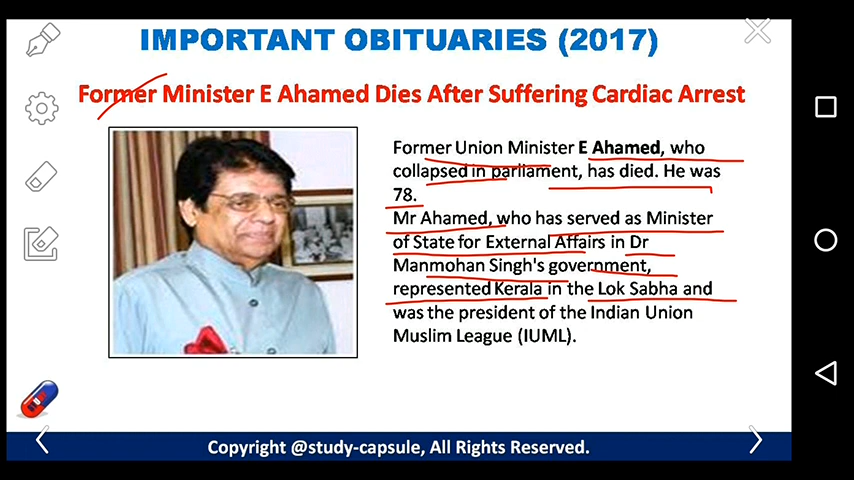 IMPORTANT OBITUARIES (2017)
Former Minister E Ahamed Dies After Suffering Cardiac Arrest
Former Union Minister E Ahamed, who
collapsed in parliament, has died. He was
78.
Mr Ahamed, who has served as Minister
of State for External Affairs in Dr
Manmohan Singh's government,
represented Kerala in the Lok Sabha and
was the president of the Indian Union
Muslim League (IUML).
Copyright @study-capsule, All Rights Reserved.